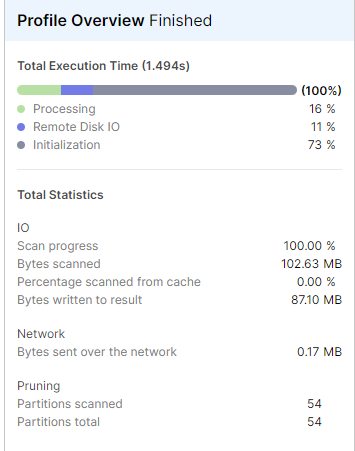 Profile Overview Finished
Total Execution Time (1.494s)
(100%)
Processing 16 %
Remote Disk IO 11 %
Initialization 73 %
Total Statistics
IO
Scan progress 100.00 %
Bytes scanned 102.63 MB
Percentage scanned from cache 0.00 %
Bytes written to result 87.10 MB
Network
Bytes sent over the network 0.17 MB
Pruning
Partitions scanned 54
Partitions total 54